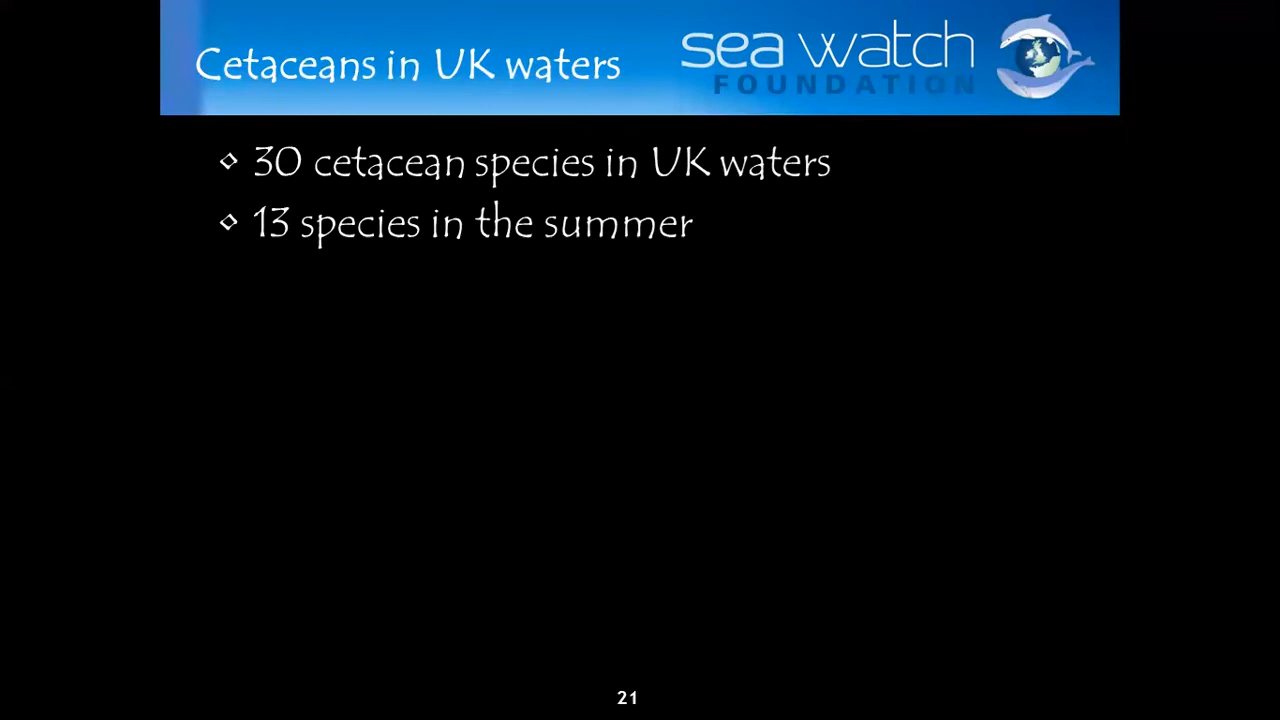 Cetaceans in UK waters
sea watch
FOUNDATION
30 cetacean species in UK waters
13 species in the summer
21